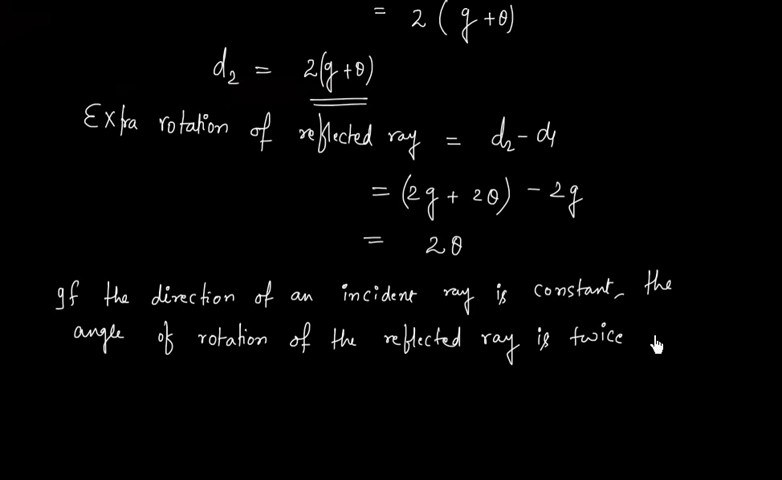 = 2 ( g + θ )
d₂ = 2(g + θ)
Extra rotation of reflected ray = d₂ - d₁
= (2g + 2θ) - 2g
= 2θ
If the direction of an incident ray is constant, the
angle of rotation of the reflected ray is twice